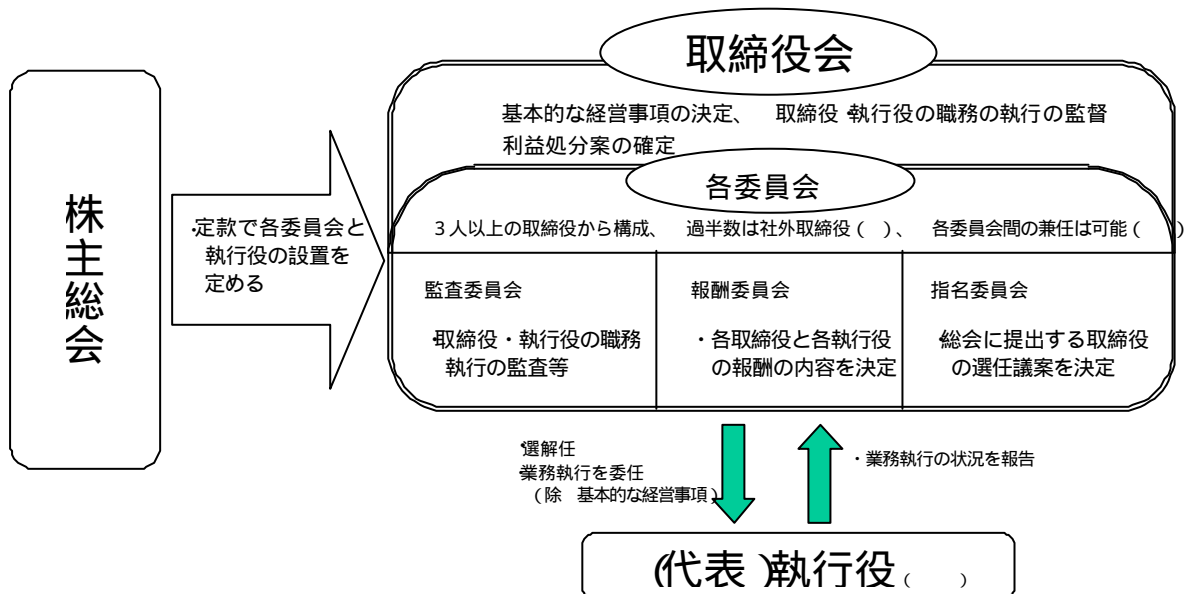 取締役会
基本的な経営事項の決定、　取締役・執行役の職務の執行の監督
利益処分案の確定
各委員会
３人以上の取締役から構成、　過半数は社外取締役（　）、　各委員会間の兼任は可能（　　）
株主総会
・定款で各委員会と
執行役の設置を
定める
監査委員会
・取締役・執行役の職務
執行の監査等
報酬委員会
・各取締役と各執行役
の報酬の内容を決定
指名委員会
・総会に提出する取締役
の選任議案を決定
・選解任
・業務執行を委任
（除　基本的な経営事項）
・業務執行の状況を報告
（代表）執行役（　　）